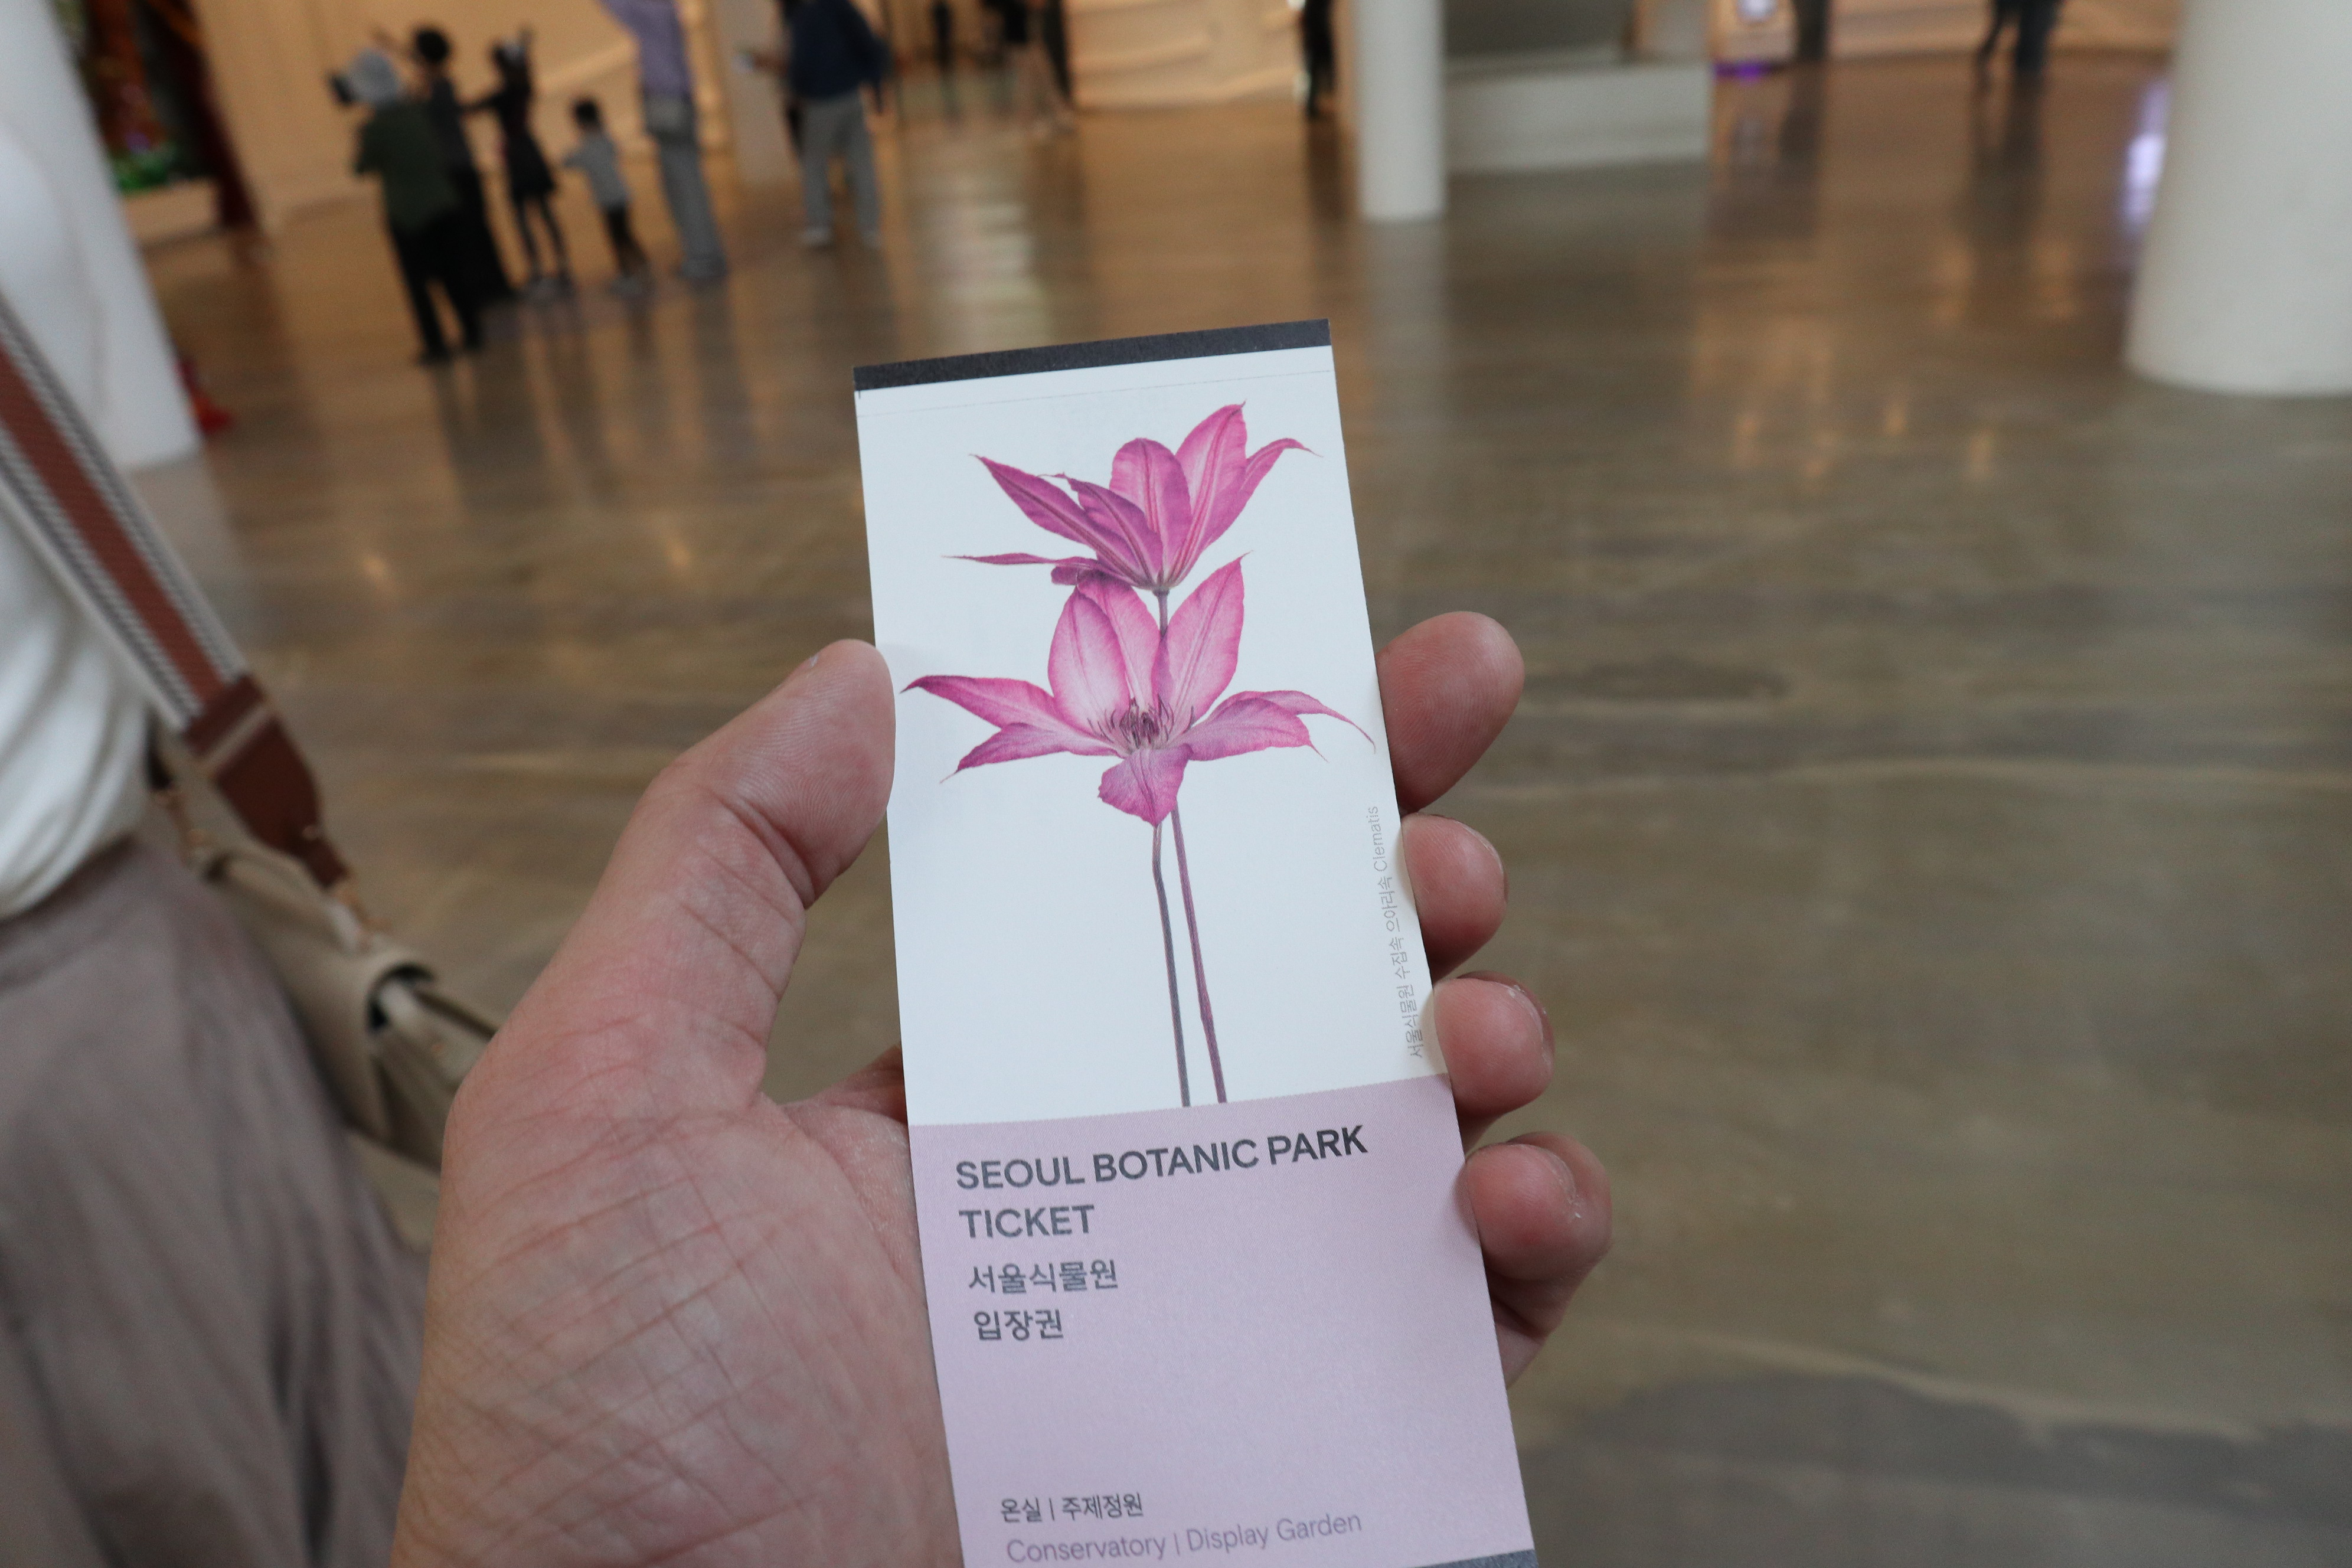 서울식물원 수집속 으아리속 Clematis
SEOUL BOTANIC PARK
TICKET
서울식물원
입장권
온실 | 주제정원
Conservatory | Display Garden